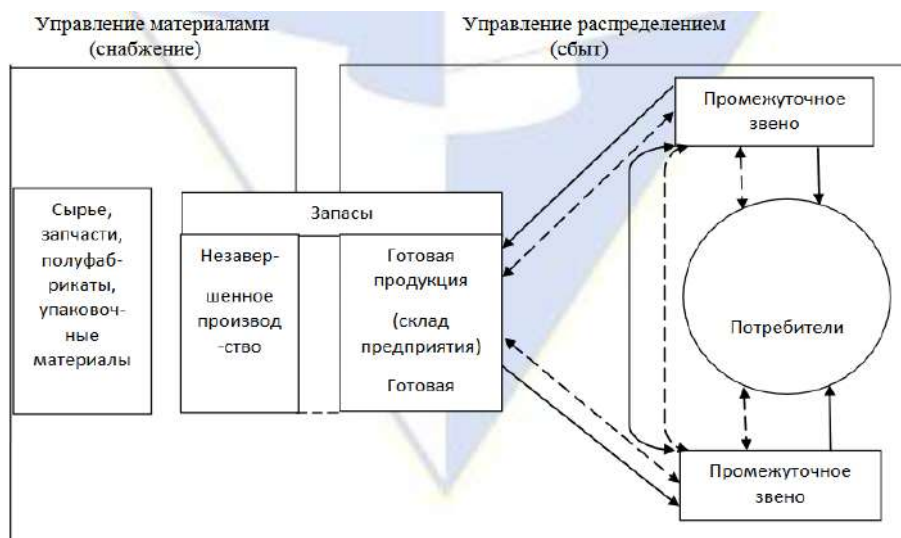 Управление материалами
(снабжение)
Управление распределением
(сбыт)
Промежуточное
звено
Сырье,
запчасти,
полуфаб-
рикаты,
упаковоч-
ные
материалы
Запасы
Незавер-
шенное
производ
-ство
Готовая
продукция
(склад
предприятия)
Готовая
Потребители
Промежуточное
звено